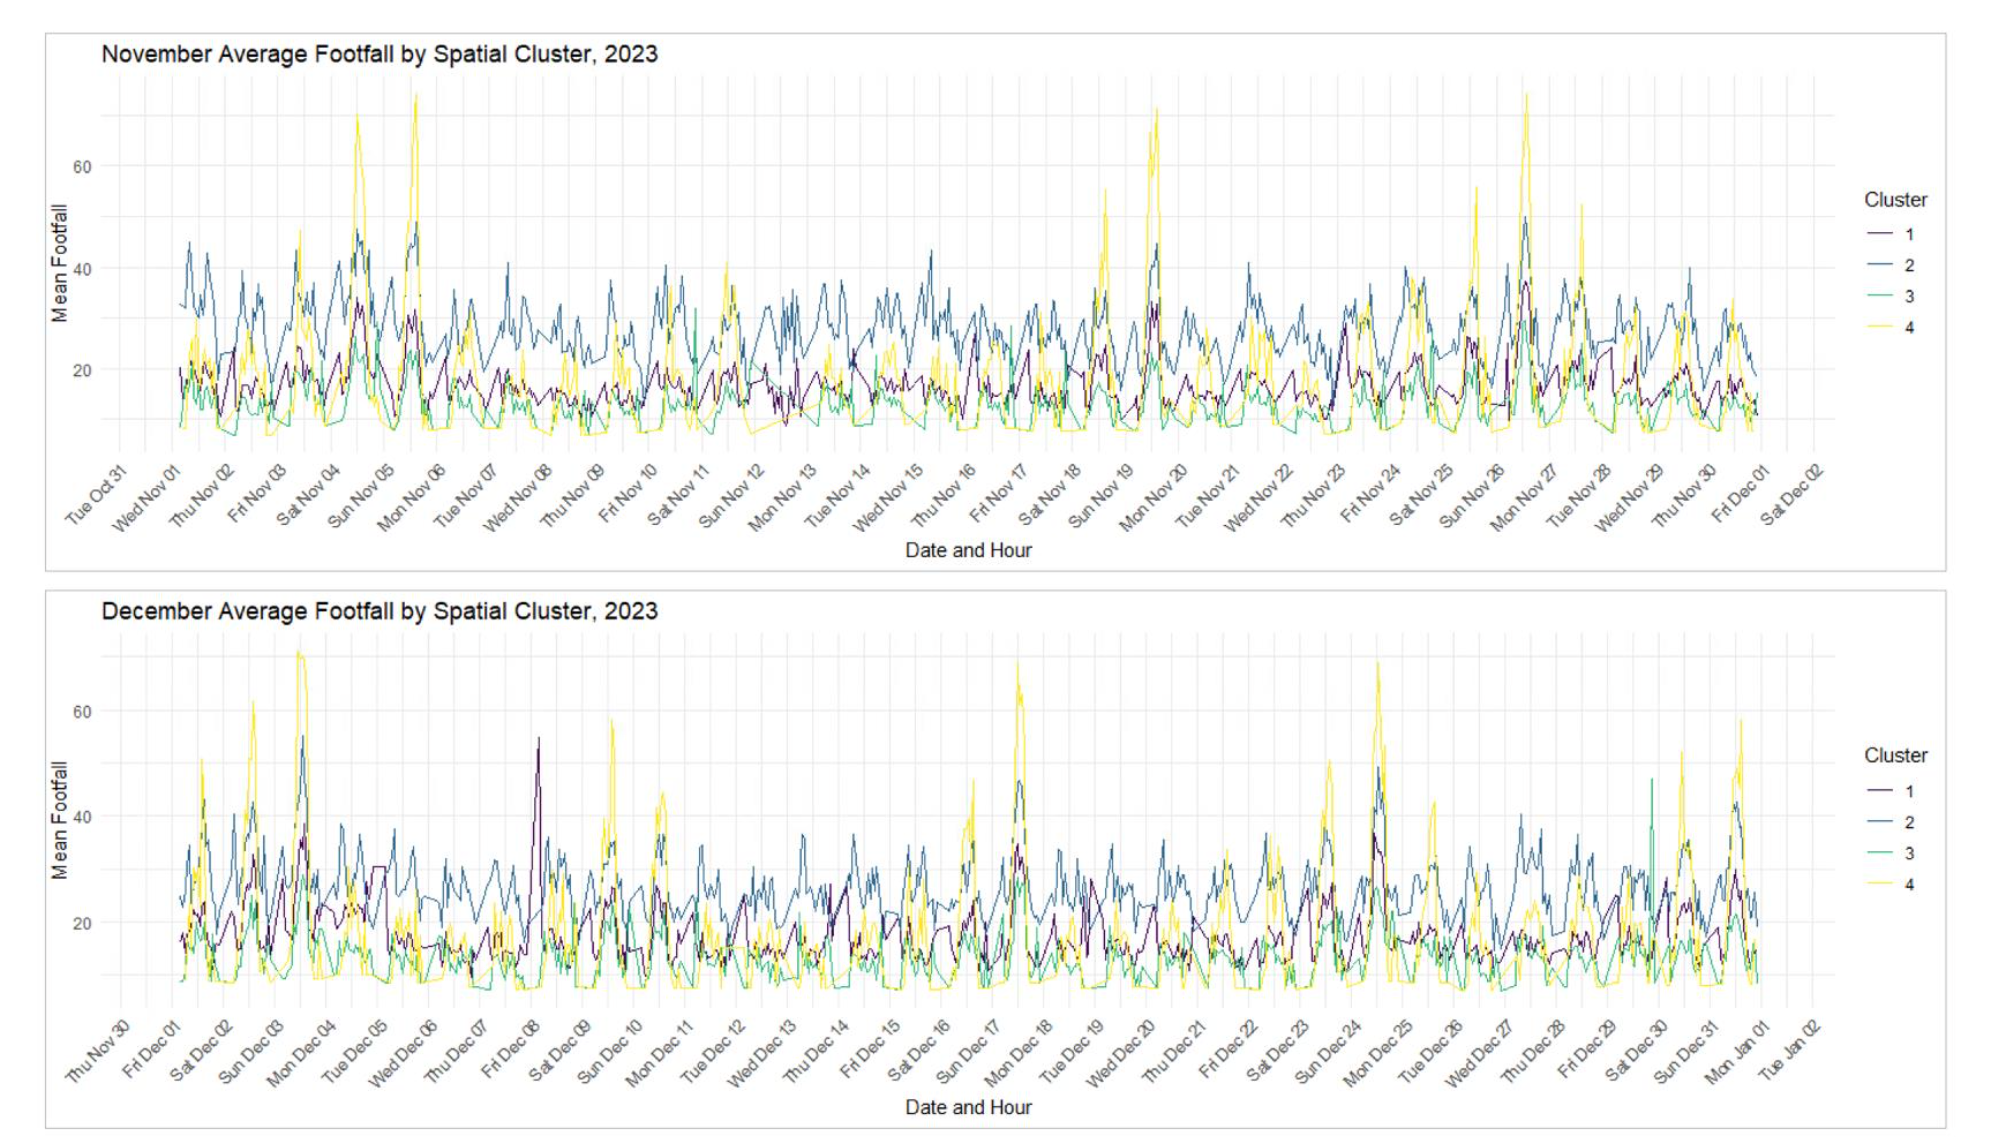 November Average Footfall by Spatial Cluster, 2023
Mean Footfall
60
40
20
Tue Oct 31
Wed Nov 01
Thu Nov 02
Fri Nov 03
Sat Nov 04
Sun Nov 05
Mon Nov 06
Tue Nov 07
Wed Nov 08
Thu Nov 09
Fri Nov 10
Sat Nov 11
Sun Nov 12
Mon Nov 13
Tue Nov 14
Wed Nov 15
Thu Nov 16
Fri Nov 17
Sat Nov 18
Sun Nov 19
Mon Nov 20
Tue Nov 21
Wed Nov 22
Thu Nov 23
Fri Nov 24
Sat Nov 25
Sun Nov 26
Mon Nov 27
Tue Nov 28
Wed Nov 29
Thu Nov 30
Fri Dec 01
Sat Dec 02
Date and Hour
Cluster
1
2
3
4
December Average Footfall by Spatial Cluster, 2023
Mean Footfall
60
40
20
Thu Nov 30
Fri Dec 01
Sat Dec 02
Sun Dec 03
Mon Dec 04
Tue Dec 05
Wed Dec 06
Thu Dec 07
Fri Dec 08
Sat Dec 09
Sun Dec 10
Mon Dec 11
Tue Dec 12
Wed Dec 13
Thu Dec 14
Fri Dec 15
Sat Dec 16
Sun Dec 17
Mon Dec 18
Tue Dec 19
Wed Dec 20
Thu Dec 21
Fri Dec 22
Sat Dec 23
Sun Dec 24
Mon Dec 25
Tue Dec 26
Wed Dec 27
Thu Dec 28
Fri Dec 29
Sat Dec 30
Sun Dec 31
Mon Jan 01
Tue Jan 02
Date and Hour
Cluster
1
2
3
4